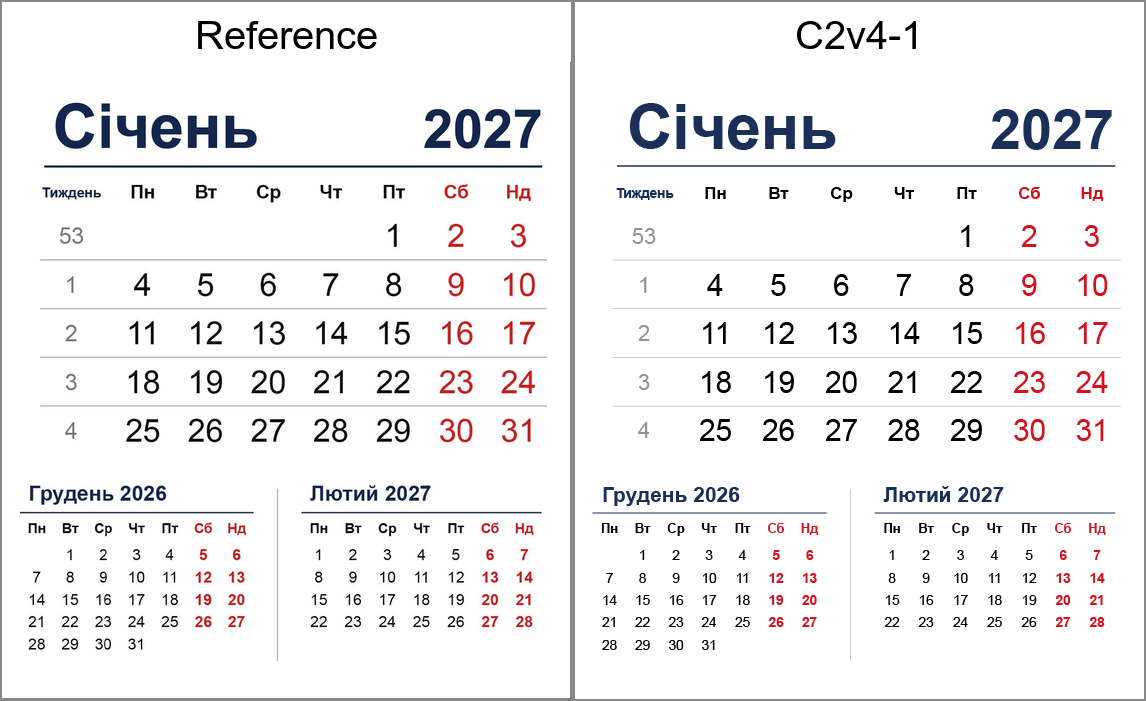 Reference
Січень 2027
Тиждень Пн Вт Ср Чт Пт Сб Нд
53 1 2 3
1 4 5 6 7 8 9 10
2 11 12 13 14 15 16 17
3 18 19 20 21 22 23 24
4 25 26 27 28 29 30 31
Грудень 2026
Пн Вт Ср Чт Пт Сб Нд
1 2 3 4 5 6
7 8 9 10 11 12 13
14 15 16 17 18 19 20
21 22 23 24 25 26 27
28 29 30 31
Лютий 2027
Пн Вт Ср Чт Пт Сб Нд
1 2 3 4 5 6 7
8 9 10 11 12 13 14
15 16 17 18 19 20 21
22 23 24 25 26 27 28
C2v4-1
Січень 2027
Тиждень Пн Вт Ср Чт Пт Сб Нд
53 1 2 3
1 4 5 6 7 8 9 10
2 11 12 13 14 15 16 17
3 18 19 20 21 22 23 24
4 25 26 27 28 29 30 31
Грудень 2026
Пн Вт Ср Чт Пт Сб Нд
1 2 3 4 5 6
7 8 9 10 11 12 13
14 15 16 17 18 19 20
21 22 23 24 25 26 27
28 29 30 31
Лютий 2027
Пн Вт Ср Чт Пт Сб Нд
1 2 3 4 5 6 7
8 9 10 11 12 13 14
15 16 17 18 19 20 21
22 23 24 25 26 27 28